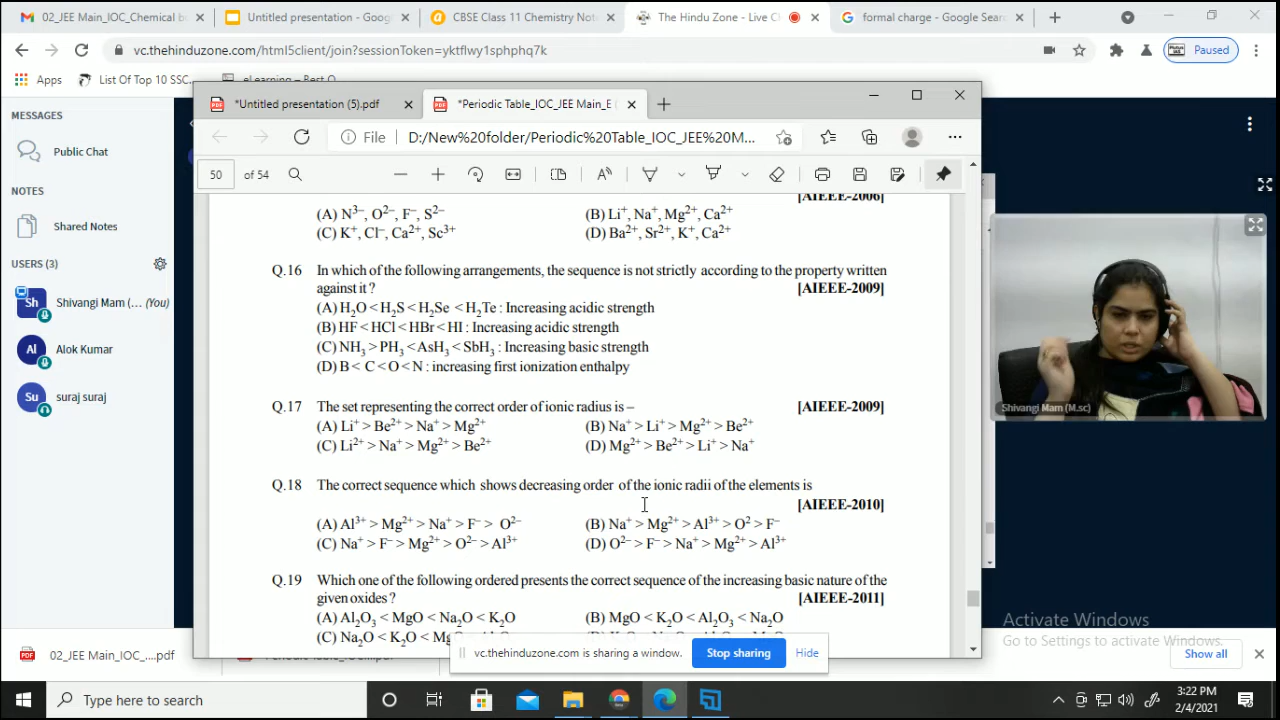 02_JEE Main_IOC_Chemical b
Untitled presentation - Goog
CBSE Class 11 Chemistry Note
The Hindu Zone - Live C
formal charge - Google Sear
vc.thehinduzone.com/html5client/join?sessionToken=yktflwy1sphphq7k
Paused
Apps
List Of Top 10 SSC...
eLearning – Best O
MESSAGES
Public Chat
NOTES
Shared Notes
USERS (3)
Sh
Shivangi Mam (... (You)
Al
Alok Kumar
Su
suraj suraj
*Untitled presentation (5).pdf
*Periodic Table_IOC_JEE Main_E (
File
D:/New%20folder/Periodic%20Table_IOC_JEE%20M...
50 of 54
[AIEEE-2006]
(A) N³⁻, O²⁻, F⁻, S²⁻ (B) Li⁺, Na⁺, Mg²⁺, Ca²⁺
(C) K⁺, Cl⁻, Ca²⁺, Sc³⁺ (D) Ba²⁺, Sr²⁺, K⁺, Ca²⁺
Q.16 In which of the following arrangements, the sequence is not strictly according to the property written
against it ? [AIEEE-2009]
(A) H₂O < H₂S < H₂Se < H₂Te : Increasing acidic strength
(B) HF < HCl < HBr < HI : Increasing acidic strength
(C) NH₃ > PH₃ < AsH₃ < SbH₃ : Increasing basic strength
(D) B < C < O < N : increasing first ionization enthalpy
Q.17 The set representing the correct order of ionic radius is – [AIEEE-2009]
(A) Li⁺ > Be²⁺ > Na⁺ > Mg²⁺ (B) Na⁺ > Li⁺ > Mg²⁺ > Be²⁺
(C) Li²⁺ > Na⁺ > Mg²⁺ > Be²⁺ (D) Mg²⁺ > Be²⁺ > Li⁺ > Na⁺
Q.18 The correct sequence which shows decreasing order of the ionic radii of the elements is
[AIEEE-2010]
(A) Al³⁺ > Mg²⁺ > Na⁺ > F⁻ > O²⁻ (B) Na⁺ > Mg²⁺ > Al³⁺ > O² > F⁻
(C) Na⁺ > F⁻ > Mg²⁺ > O²⁻ > Al³⁺ (D) O²⁻ > F⁻ > Na⁺ > Mg²⁺ > Al³⁺
Q.19 Which one of the following ordered presents the correct sequence of the increasing basic nature of the
given oxides ? [AIEEE-2011]
(A) Al₂O₃ < MgO < Na₂O < K₂O (B) MgO < K₂O < Al₂O₃ < Na₂O
(C) Na₂O < K₂O <
Shivangi Mam (M.sc)
Activate Windows
Go to Settings to activate Windows.
02_JEE Main_IOC_....pdf
vc.thehinduzone.com is sharing a window.
Stop sharing
Hide
Show all
Type here to search
3:22 PM
2/4/2021